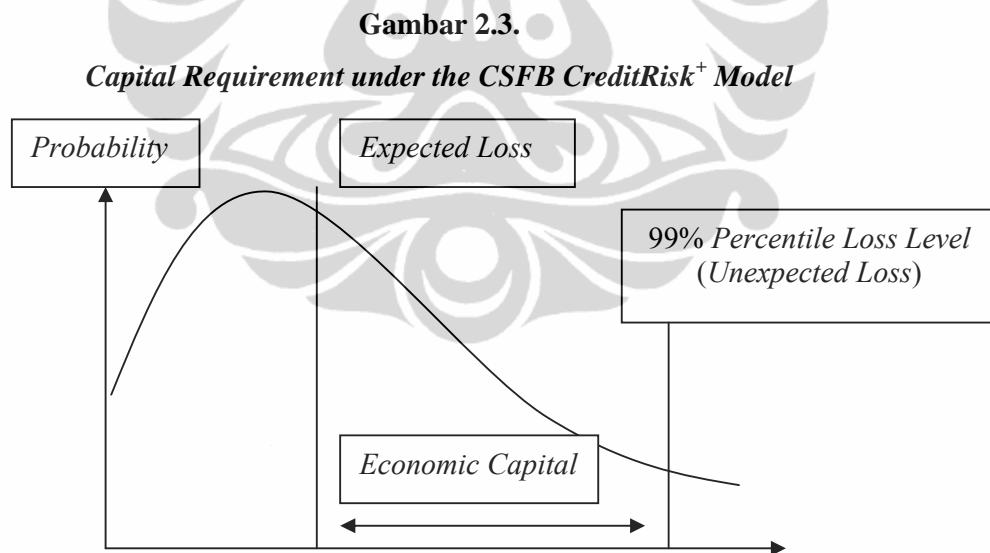 Gambar 2.3.
Capital Requirement under the CSFB CreditRisk+ Model
Probability
Expected Loss
99% Percentile Loss Level
(Unexpected Loss)
Economic Capital